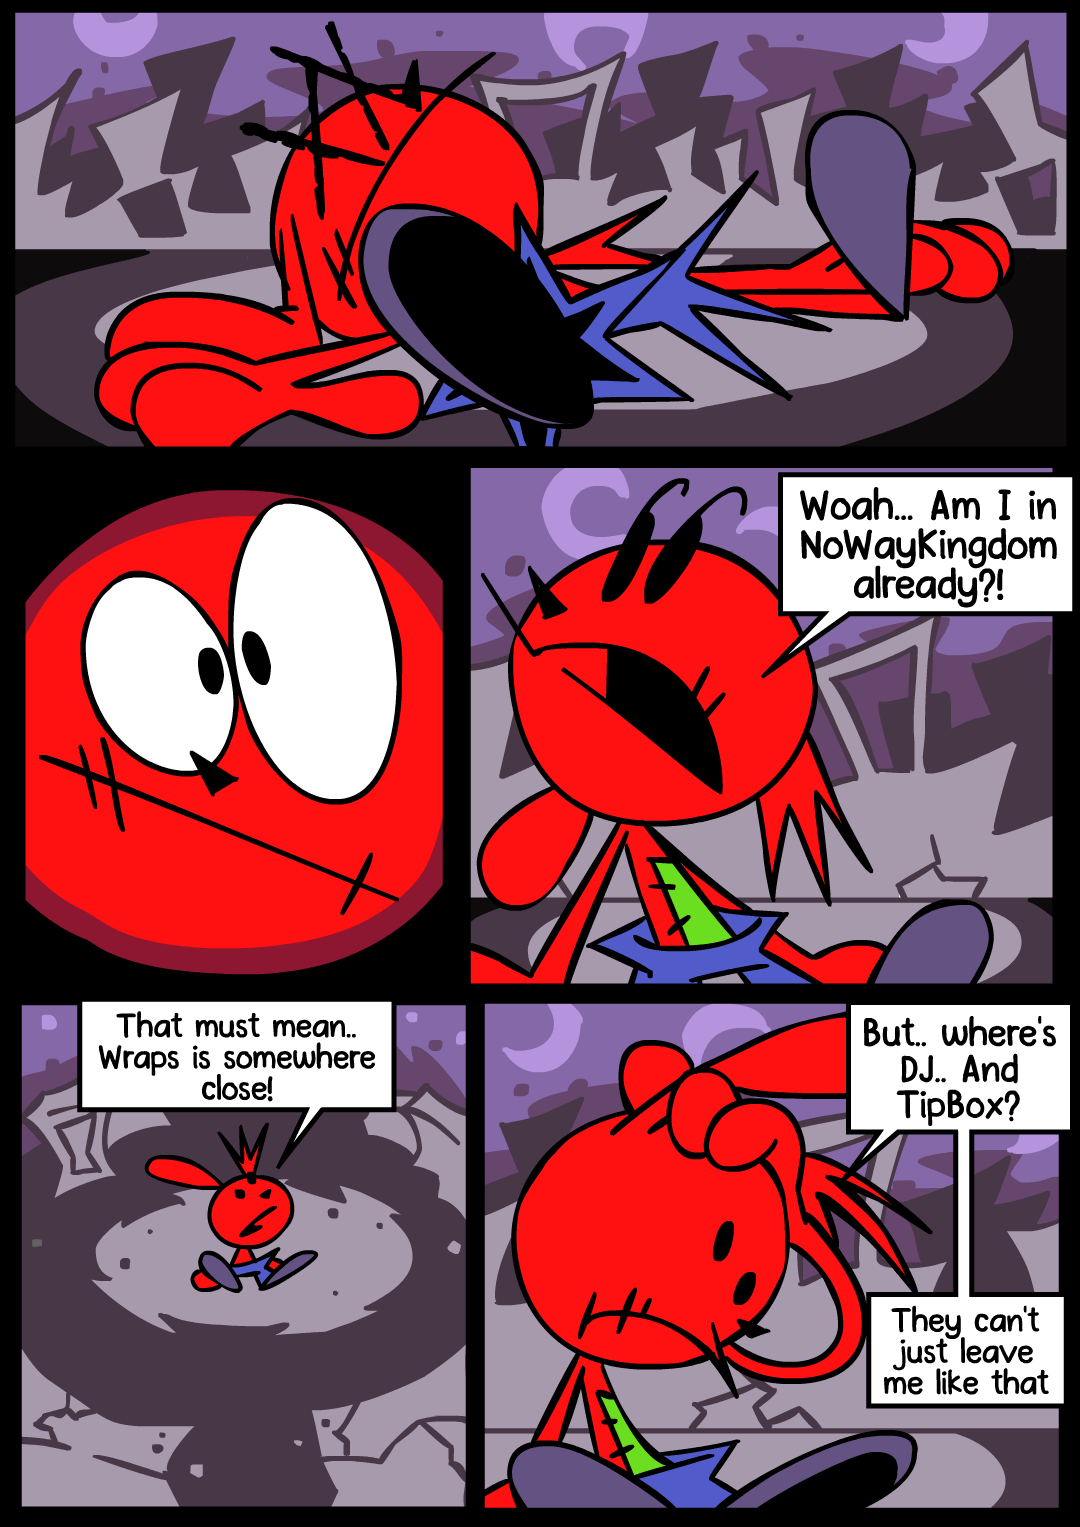 Woah... Am I in
NoWayKingdom
already?!
That must mean..
Wraps is somewhere
close!
But.. where's
DJ.. And
TipBox?
They can't
just leave
me like that